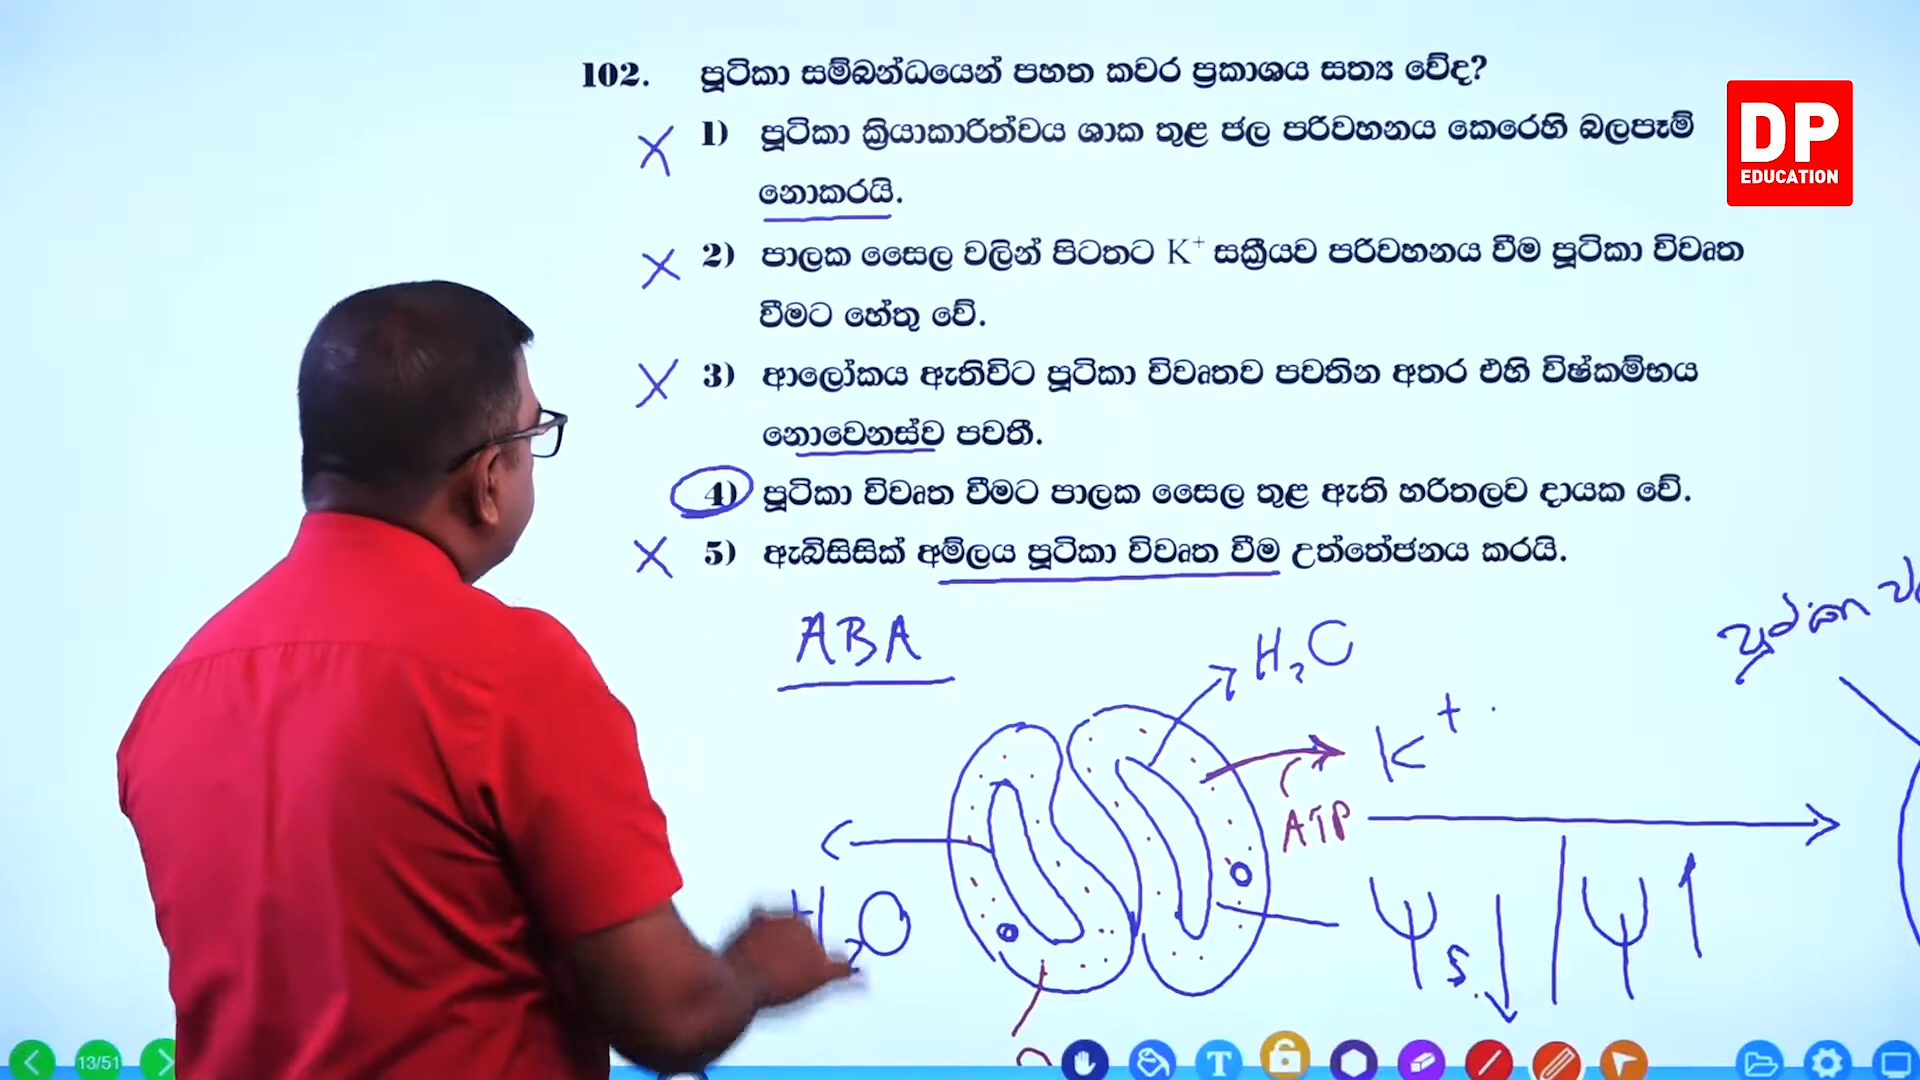 102. පූටිකා සම්බන්ධයෙන් පහත කවර ප්‍රකාශය සත්‍ය වේද?
1) පූටිකා ක්‍රියාකාරීත්වය ශාක තුළ ජල පරිවහනය කෙරෙහි බලපෑම්
නොකරයි.
2) පාලක සෛල වලින් පිටතට K⁺ සක්‍රීයව පරිවහනය වීම පූටිකා විවෘත
වීමට හේතු වේ.
3) ආලෝකය ඇතිවිට පූටිකා විවෘතව පවතින අතර එහි විෂ්කම්භය
නොවෙනස්ව පවතී.
4) පූටිකා විවෘත වීමට පාලක සෛල තුළ ඇති හරිතලව දායක වේ.
5) ඇබ්සිසික් අම්ලය පූටිකා විවෘත වීම උත්තේජනය කරයි.
DP
EDUCATION
ABA
H₂O
K⁺
ATP
H₂O
Ψs↓ / Ψ↑
13/51
T